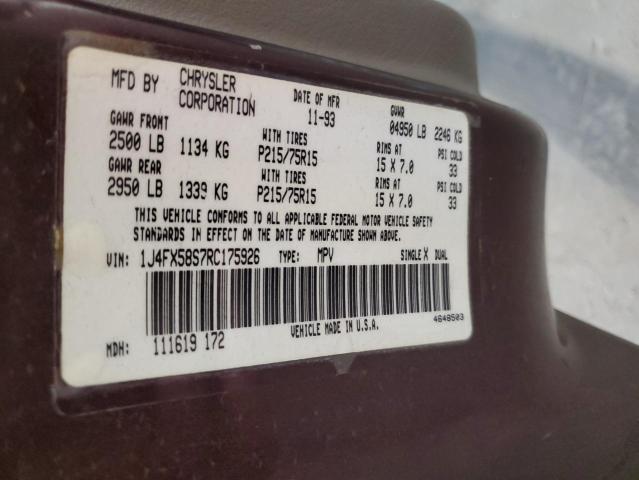 MFD BY CHRYSLER CORPORATION DATE OF MFR 11-93 GVWR 04950 LB 2246 KG
GAWR FRONT WITH TIRES RIMS AT PSI COLD
2500 LB 1134 KG P215/75R15 15 X 7.0 33
GAWR REAR WITH TIRES RIMS AT PSI COLD
2950 LB 1339 KG P215/75R15 15 X 7.0 33
THIS VEHICLE CONFORMS TO ALL APPLICABLE FEDERAL MOTOR VEHICLE SAFETY
STANDARDS IN EFFECT ON THE DATE OF MANUFACTURE SHOWN ABOVE.
VIN: 1J4FX58S7RC175926 TYPE: MPV SINGLE X DUAL
MDH: 111619 172 VEHICLE MADE IN U.S.A. 4648503